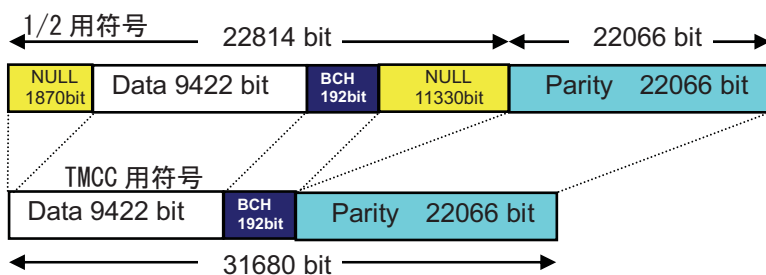 1/2 用符号
22814 bit
22066 bit
NULL
1870bit
Data 9422 bit
BCH
192bit
NULL
11330bit
Parity 22066 bit
TMCC 用符号
Data 9422 bit
BCH
192bit
Parity 22066 bit
31680 bit